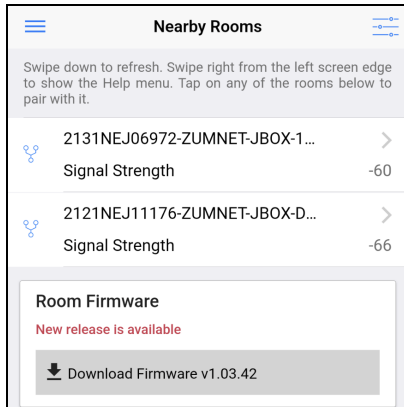 Nearby Rooms
Swipe down to refresh. Swipe right from the left screen edge
to show the Help menu. Tap on any of the rooms below to
pair with it.
2131NEJ06972-ZUMNET-JBOX-1...
Signal Strength -60
2121NEJ11176-ZUMNET-JBOX-D...
Signal Strength -66
Room Firmware
New release is available
Download Firmware v1.03.42